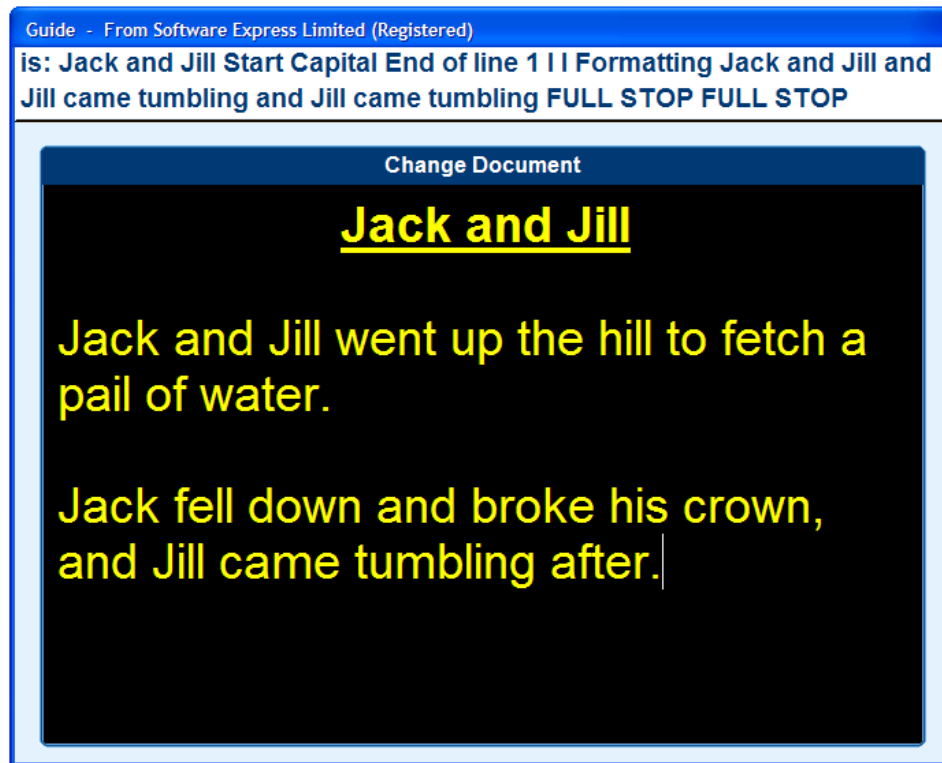 Guide - From Software Express Limited (Registered)
is: Jack and Jill Start Capital End of line 1 I I Formatting Jack and Jill and
Jill came tumbling and Jill came tumbling FULL STOP FULL STOP
Change Document
Jack and Jill
Jack and Jill went up the hill to fetch a
pail of water.
Jack fell down and broke his crown,
and Jill came tumbling after.